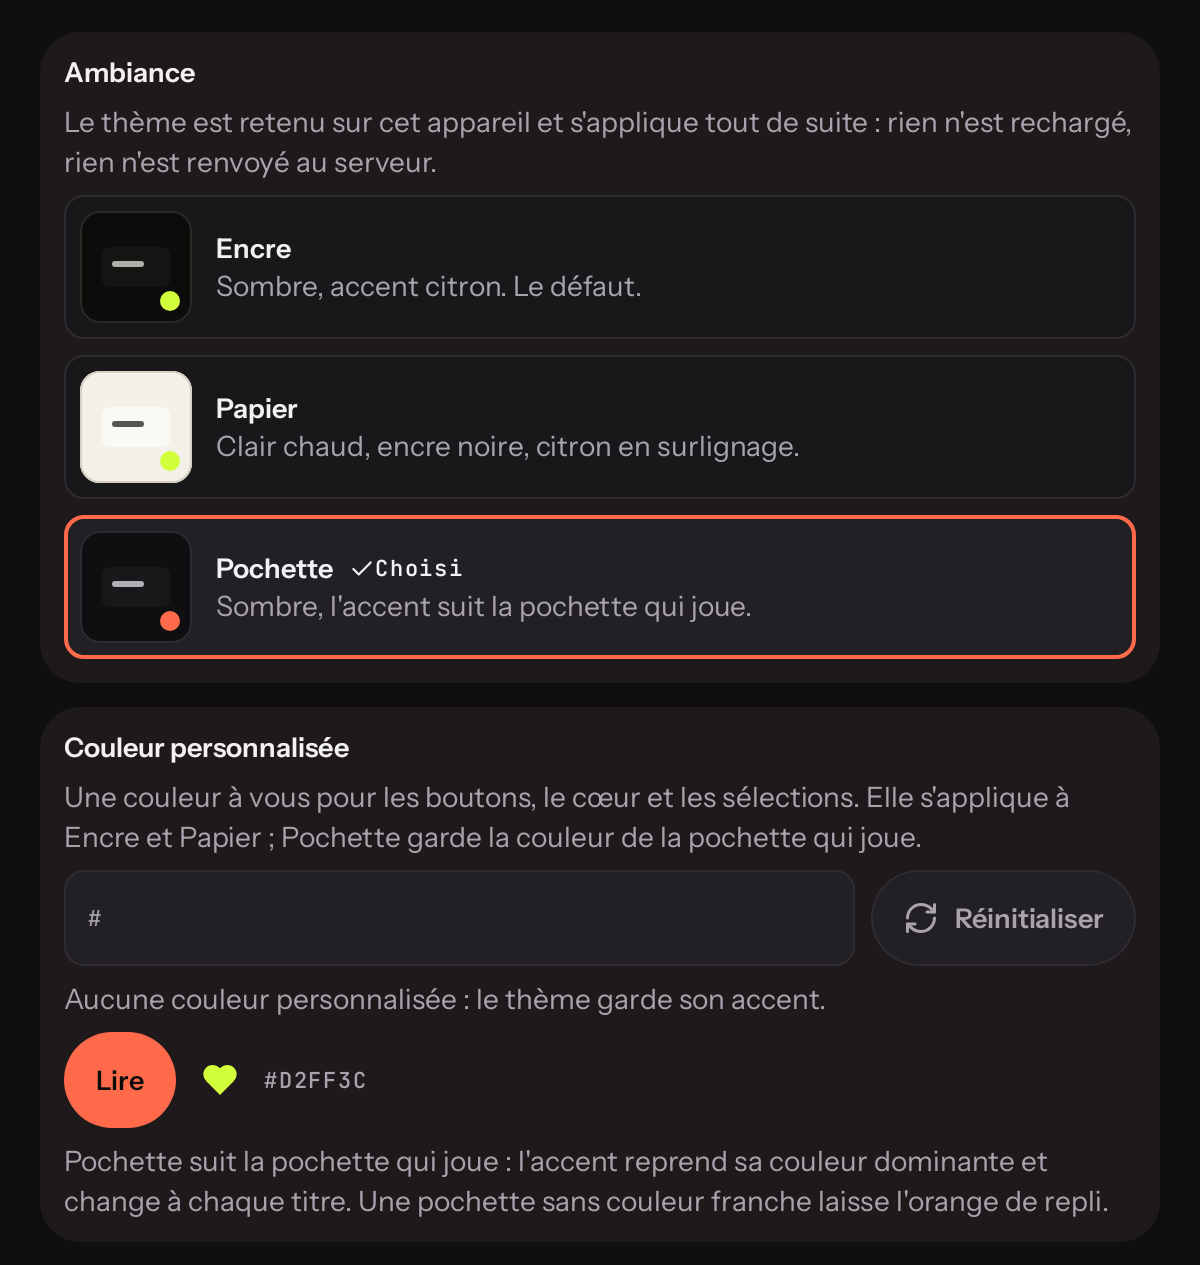 Ambiance
Le thème est retenu sur cet appareil et s'applique tout de suite : rien n'est rechargé,
rien n'est renvoyé au serveur.
Encre
Sombre, accent citron. Le défaut.
Papier
Clair chaud, encre noire, citron en surlignage.
Pochette ✓Choisi
Sombre, l'accent suit la pochette qui joue.
Couleur personnalisée
Une couleur à vous pour les boutons, le cœur et les sélections. Elle s'applique à
Encre et Papier ; Pochette garde la couleur de la pochette qui joue.
# Réinitialiser
Aucune couleur personnalisée : le thème garde son accent.
Lire #D2FF3C
Pochette suit la pochette qui joue : l'accent reprend sa couleur dominante et
change à chaque titre. Une pochette sans couleur franche laisse l'orange de repli.